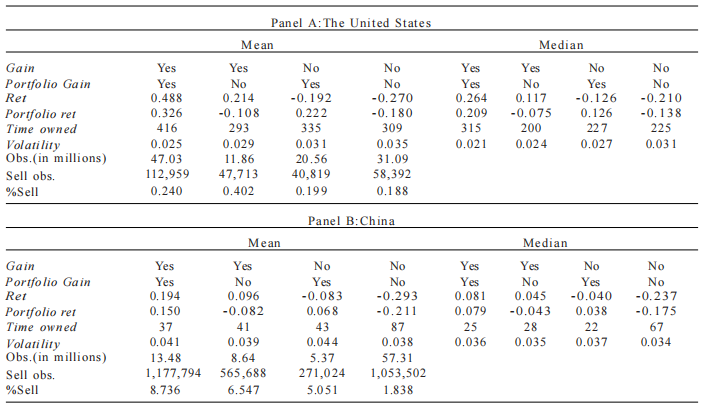 Panel A:The United States
Mean Median
Gain Yes Yes No No Yes Yes No No
Portfolio Gain Yes No Yes No Yes No Yes No
Ret 0.488 0.214 -0.192 -0.270 0.264 0.117 -0.126 -0.210
Portfolio ret 0.326 -0.108 0.222 -0.180 0.209 -0.075 0.126 -0.138
Time owned 416 293 335 309 315 200 227 225
Volatility 0.025 0.029 0.031 0.035 0.021 0.024 0.027 0.031
Obs.(in millions) 47.03 11.86 20.56 31.09
Sell obs. 112,959 47,713 40,819 58,392
%Sell 0.240 0.402 0.199 0.188
Panel B:China
Mean Median
Gain Yes Yes No No Yes Yes No No
Portfolio Gain Yes No Yes No Yes No Yes No
Ret 0.194 0.096 -0.083 -0.293 0.081 0.045 -0.040 -0.237
Portfolio ret 0.150 -0.082 0.068 -0.211 0.079 -0.043 0.038 -0.175
Time owned 37 41 43 87 25 28 22 67
Volatility 0.041 0.039 0.044 0.038 0.036 0.035 0.037 0.034
Obs.(in millions) 13.48 8.64 5.37 57.31
Sell obs. 1,177,794 565,688 271,024 1,053,502
%Sell 8.736 6.547 5.051 1.838